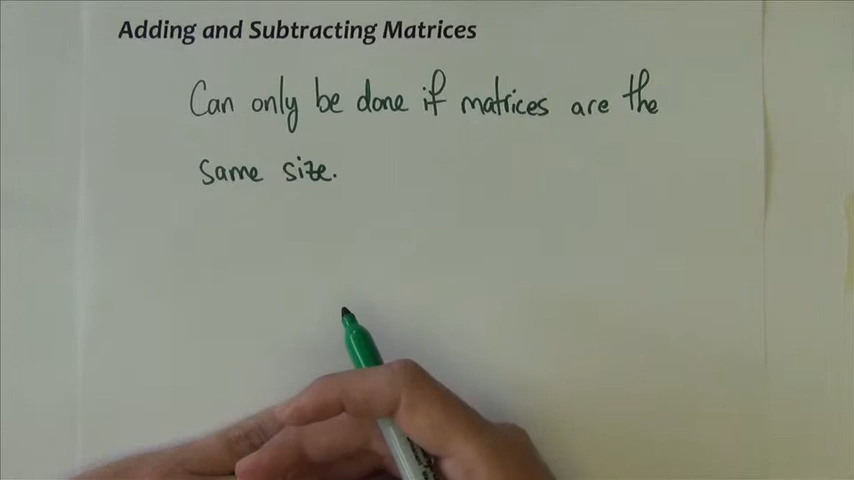 Adding and Subtracting Matrices
Can only be done if matrices are the
same size.